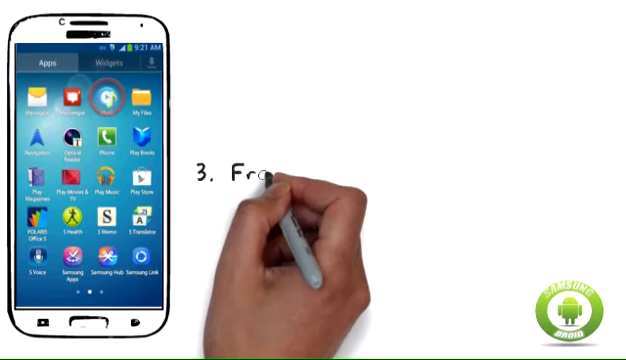 9:21 AM
Apps Widgets
Messaging Messenger Music My Files
Navigation Optical Reader Phone Play Books
Play Magazines Play Movies & TV Play Music Play Store
POLARIS Office 5 S Health S Memo S Translator
S Voice Samsung Apps Samsung Hub Samsung Link
3. Fro
SAMSUNG
DROID